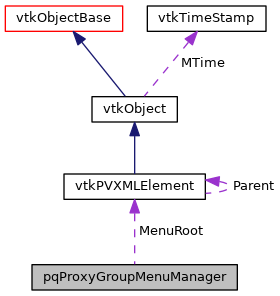 vtkObjectBase
vtkTimeStamp
MTime
vtkObject
vtkPVXMLElement
Parent
MenuRoot
pqProxyGroupMenuManager